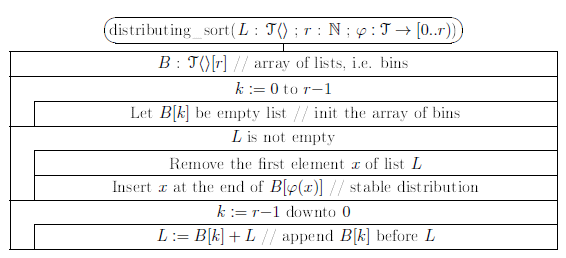 distributing_sort( L : 𝒯⟨⟩ ; r : ℕ ; φ : 𝒯 → [0..r))
B : 𝒯⟨⟩[r] // array of lists, i.e. bins
k := 0 to r−1
Let B[k] be empty list // init the array of bins
L is not empty
Remove the first element x of list L
Insert x at the end of B[φ(x)] // stable distribution
k := r−1 downto 0
L := B[k] + L // append B[k] before L